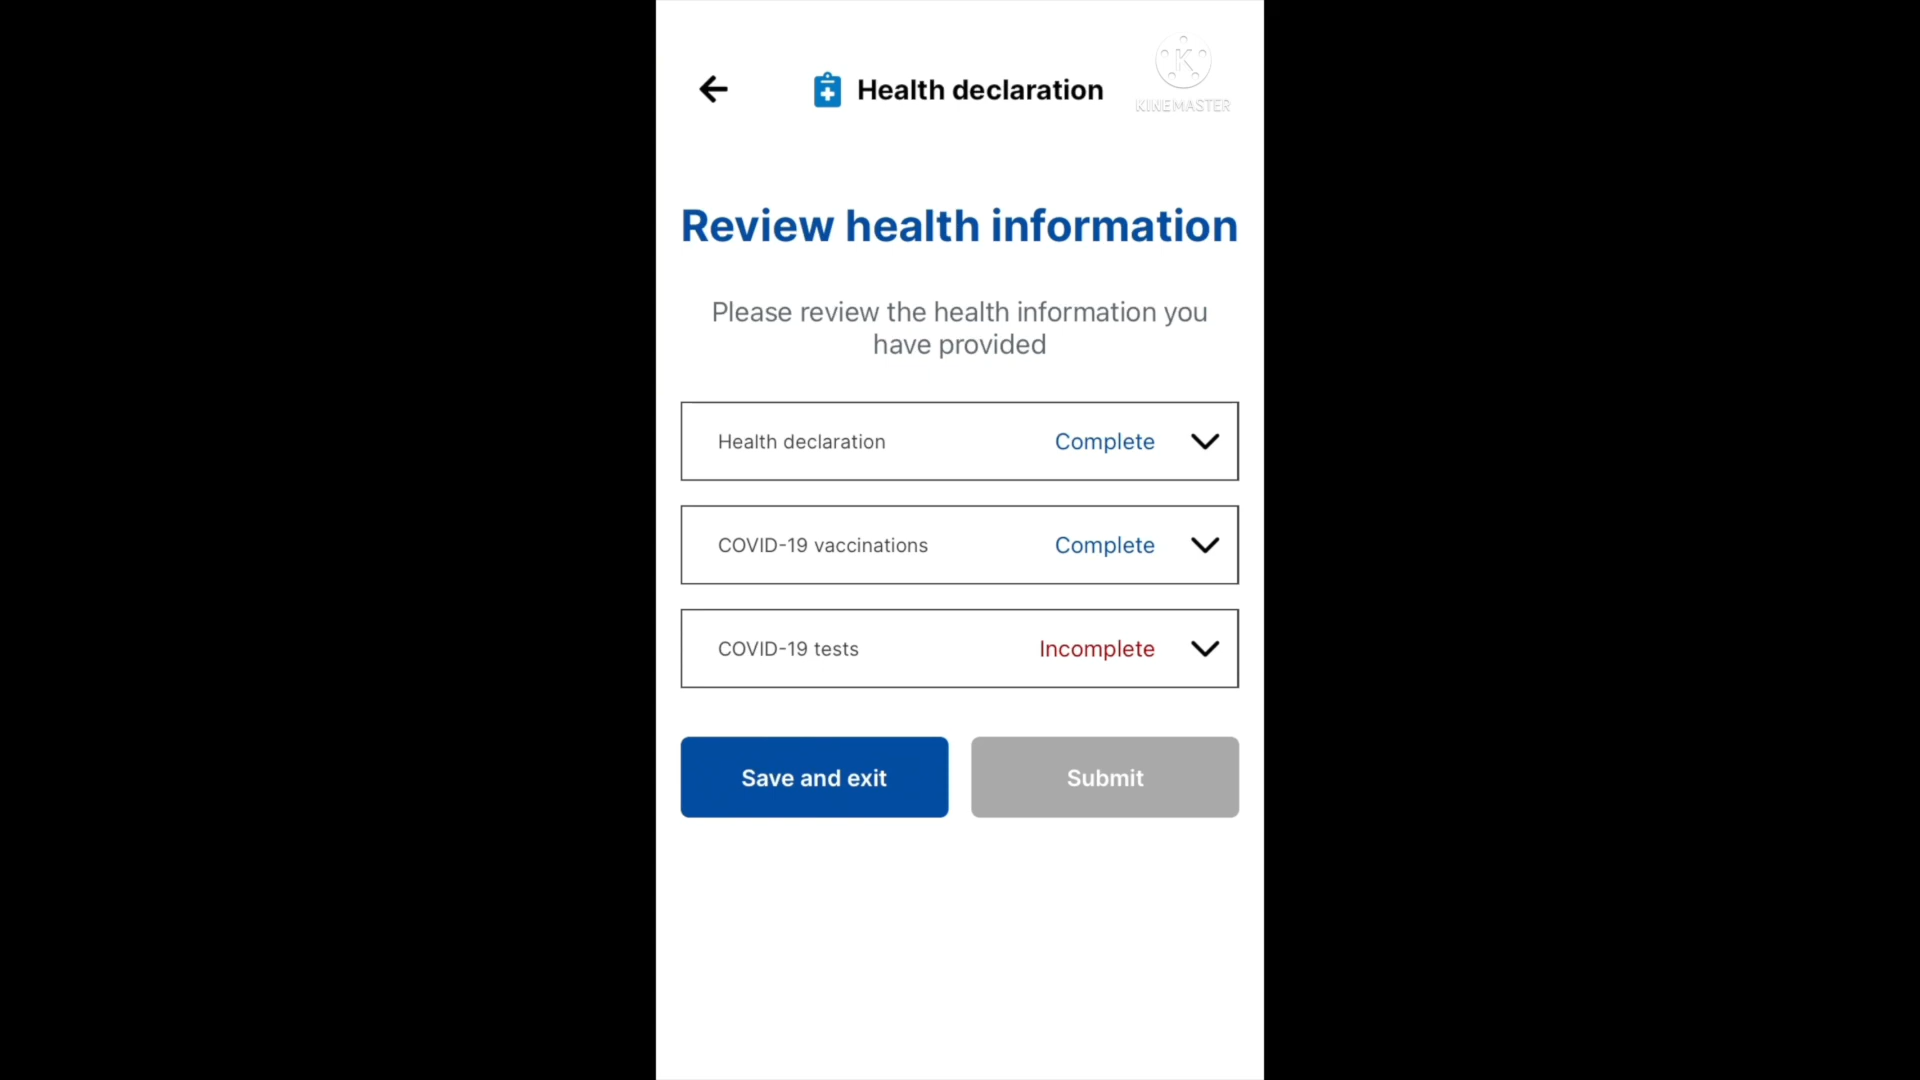 Health declaration
K
KINEMASTER
Review health information
Please review the health information you
have provided
Health declaration Complete
COVID-19 vaccinations Complete
COVID-19 tests Incomplete
Save and exit Submit